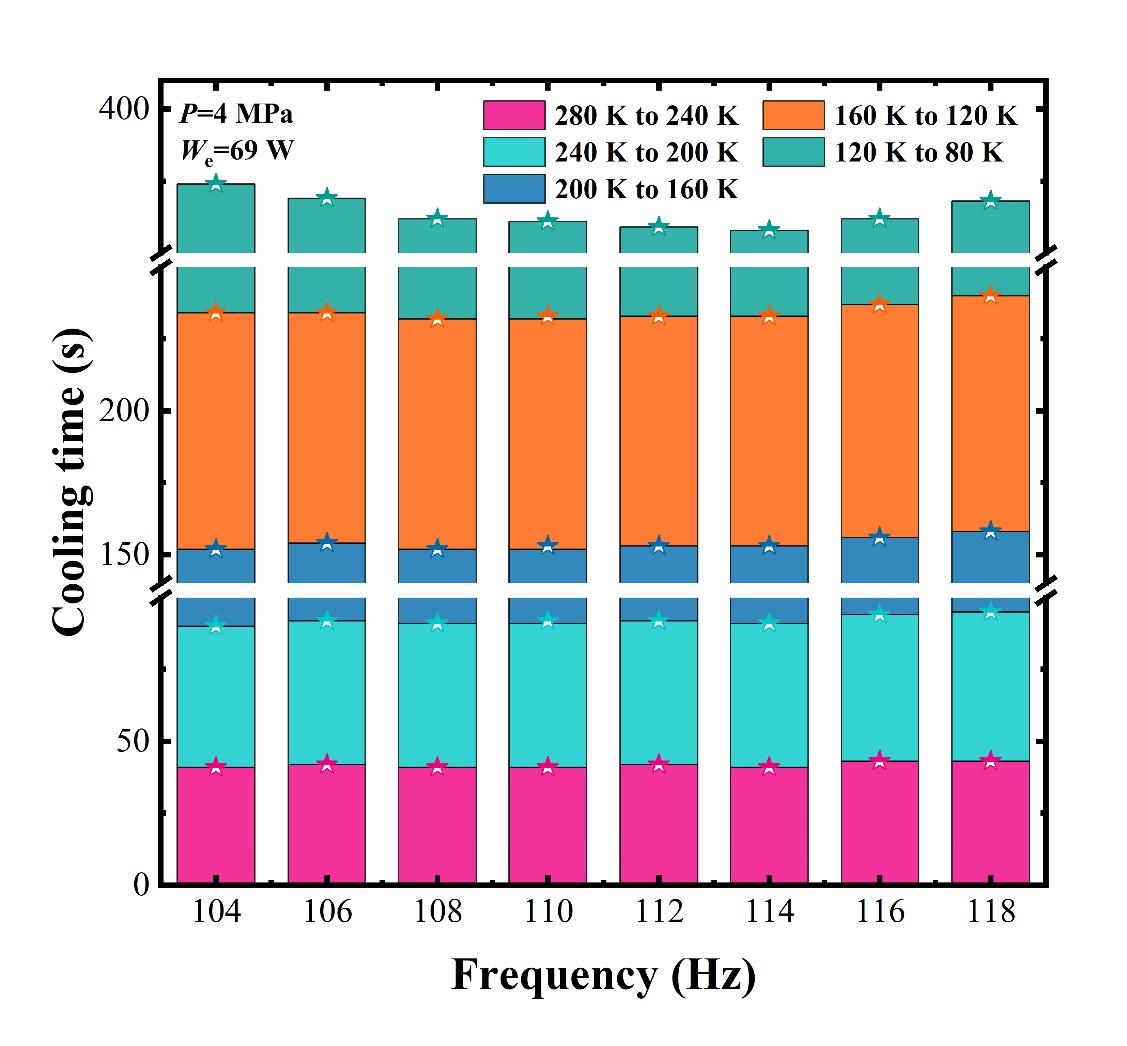 P=4 MPa
We=69 W
280 K to 240 K
240 K to 200 K
200 K to 160 K
160 K to 120 K
120 K to 80 K
400
200
150
50
0
Cooling time (s)
104 106 108 110 112 114 116 118
Frequency (Hz)